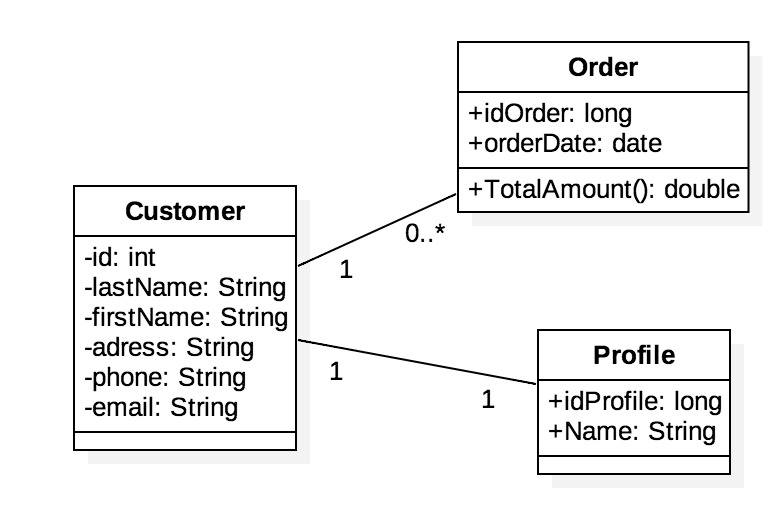 Order
+idOrder: long
+orderDate: date
+TotalAmount(): double
Customer
-id: int
-lastName: String
-firstName: String
-adress: String
-phone: String
-email: String
0..*
1
1
1
Profile
+idProfile: long
+Name: String